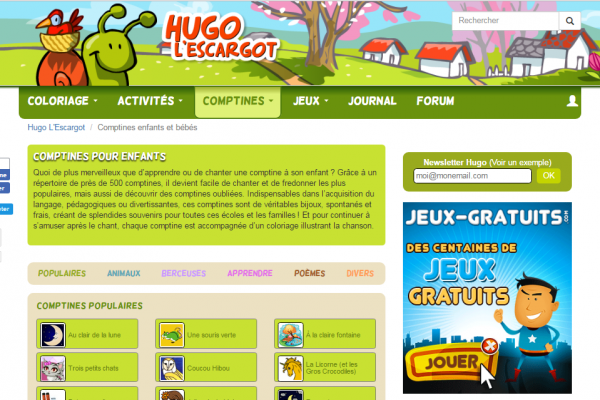 HUGO
L'ESCARGOT
Rechercher
COLORIAGE ACTIVITÉS COMPTINES JEUX JOURNAL FORUM
Hugo L'Escargot / Comptines enfants et bébés
COMPTINES POUR ENFANTS
Quoi de plus merveilleux que d'apprendre ou de chanter une comptine à son enfant ? Grâce à un
répertoire de près de 500 comptines, il devient facile de chanter et de fredonner les plus
populaires, mais aussi de découvrir des comptines oubliées. Indispensables dans l'acquisition du
langage, pédagogiques ou divertissantes, ces comptines sont de véritables bijoux, spontanés et
frais, créant de splendides souvenirs pour toutes ces écoles et les familles ! Et pour continuer à
s'amuser après le chant, chaque comptine est accompagnée d'un coloriage illustrant la chanson.
POPULAIRES ANIMAUX BERCEUSES APPRENDRE POÈMES DIVERS
COMPTINES POPULAIRES
Au clair de la lune Une souris verte À la claire fontaine
Trois petits chats Coucou Hibou La Licorne (et les
Gros Crocodiles)
Newsletter Hugo (Voir un exemple)
moi@monemail.com OK
JEUX-GRATUITS
DES CENTAINES DE
JEUX
GRATUITS
JOUER